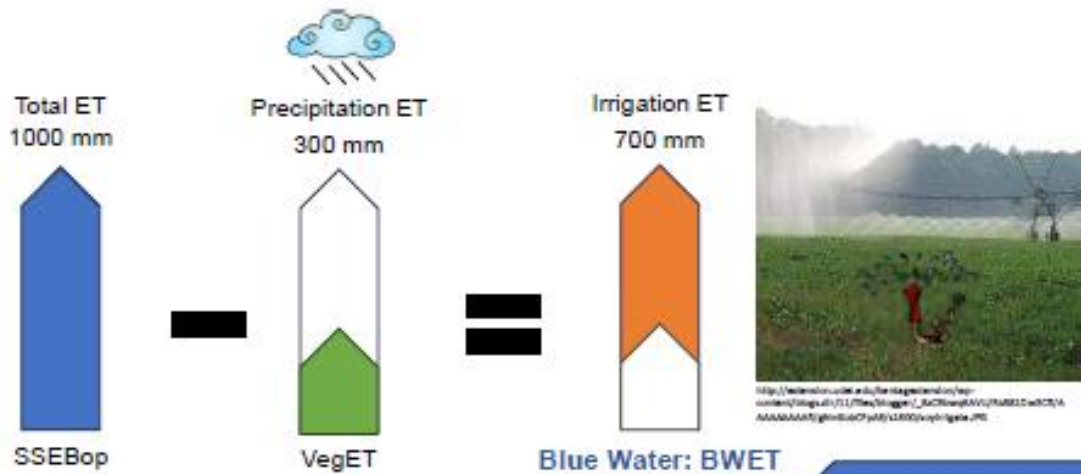 Total ET
1000 mm
Precipitation ET
300 mm
Irrigation ET
700 mm
SSEBop
VegET
Blue Water: BWET